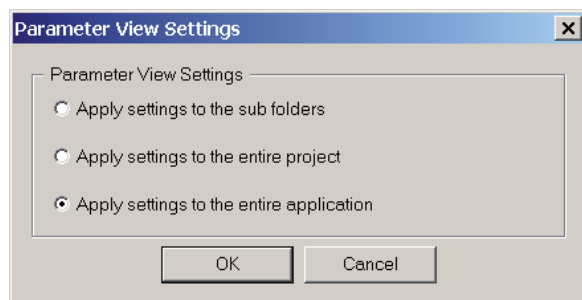 Parameter View Settings
Parameter View Settings
Apply settings to the sub folders
Apply settings to the entire project
Apply settings to the entire application
OK Cancel